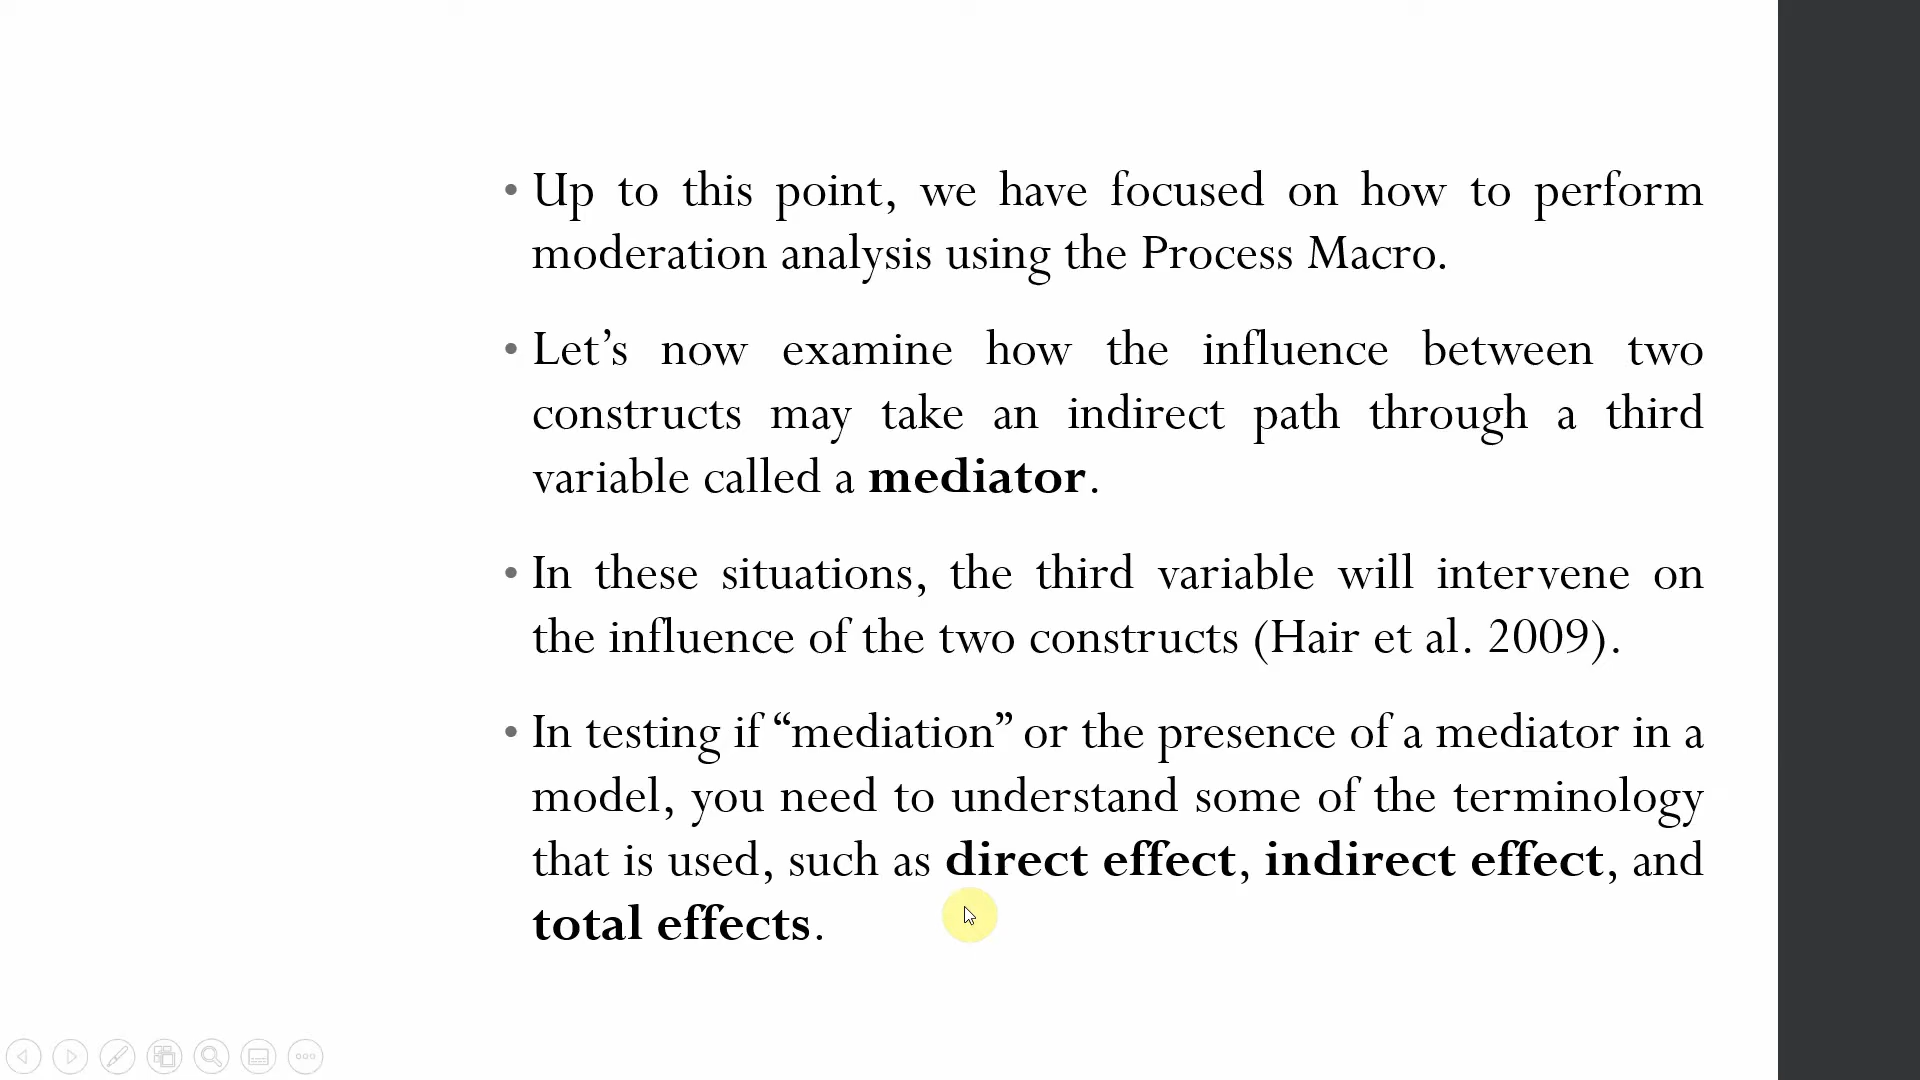 • Up to this point, we have focused on how to perform
moderation analysis using the Process Macro.
• Let’s now examine how the influence between two
constructs may take an indirect path through a third
variable called a mediator.
• In these situations, the third variable will intervene on
the influence of the two constructs (Hair et al. 2009).
• In testing if “mediation” or the presence of a mediator in a
model, you need to understand some of the terminology
that is used, such as direct effect, indirect effect, and
total effects.